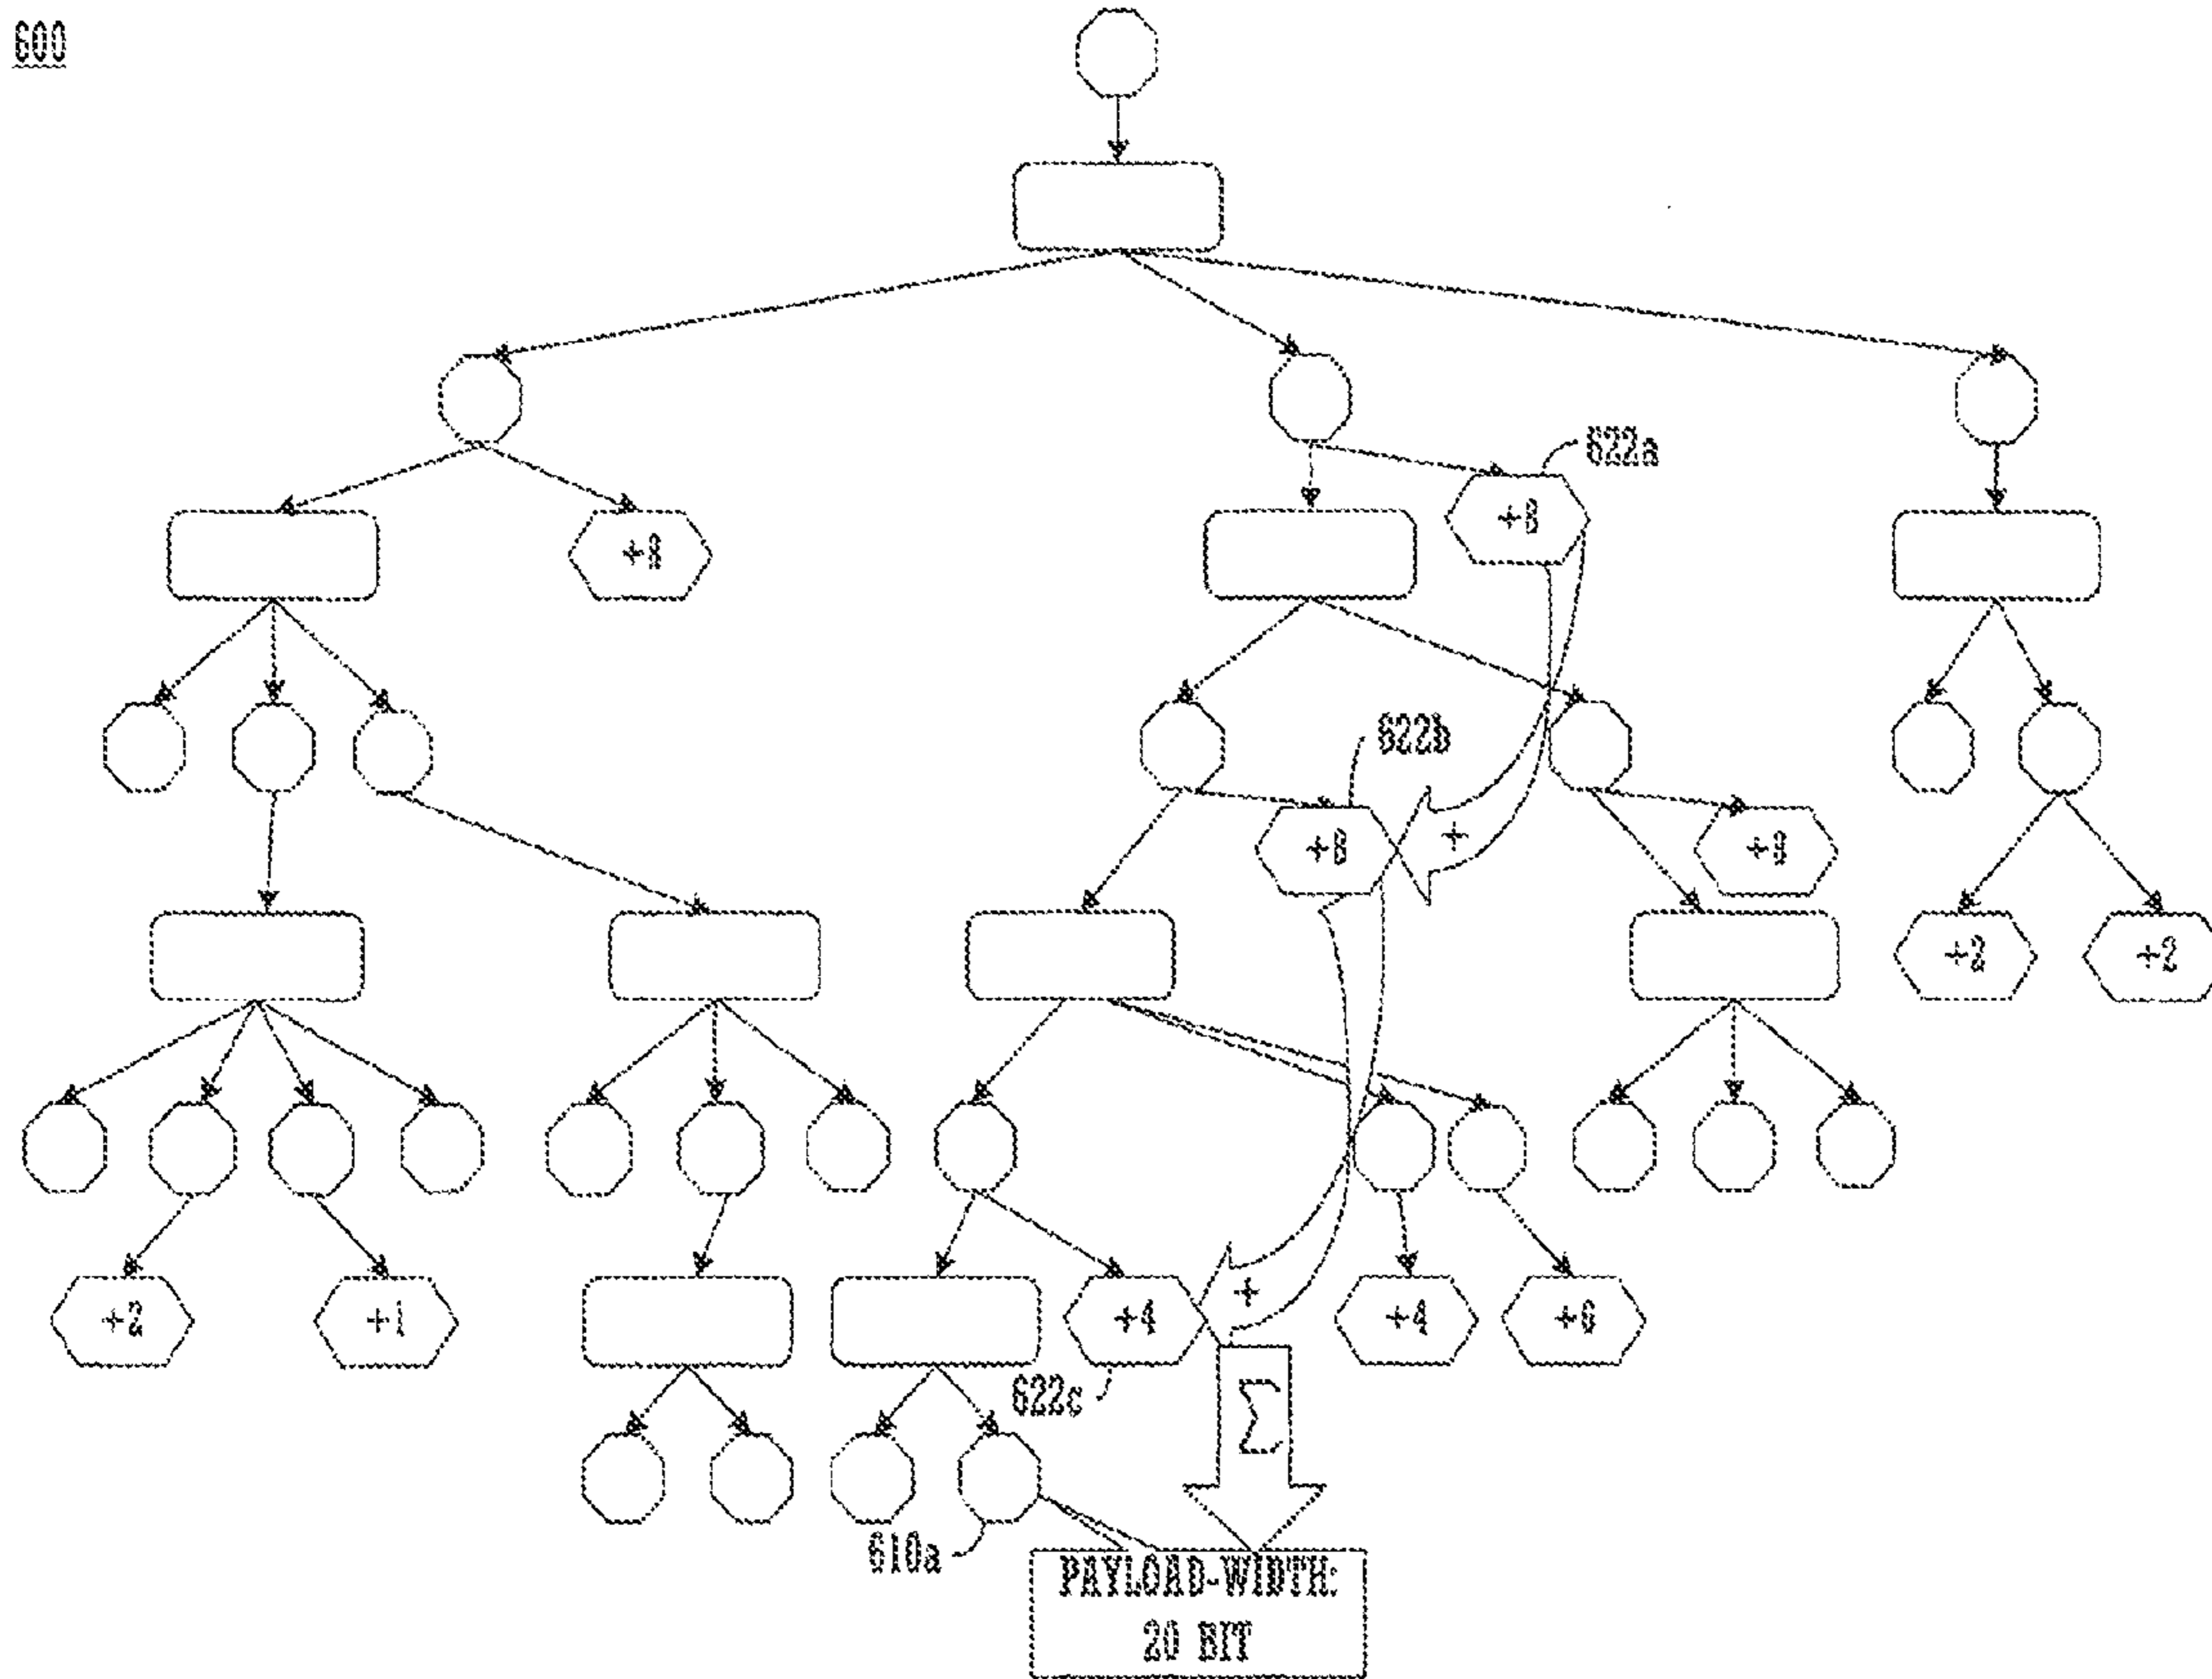 600
622a
+8
+8
622b
+8
+8
+2
+2
+2
+1
+4
+
+4
+6
+
622c
Σ
610a
PAYLOAD-WIDTH:
20 BIT